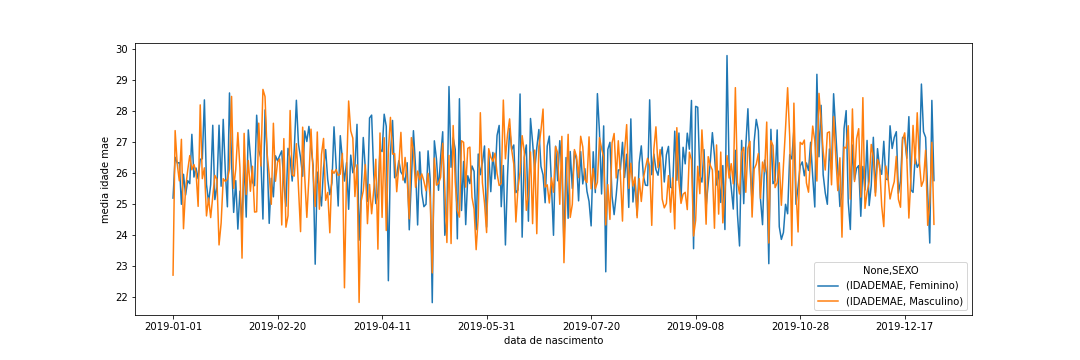 30
29
28
27
26
25
24
23
22
media idade mae
2019-01-01 2019-02-20 2019-04-11 2019-05-31 2019-07-20 2019-09-08 2019-10-28 2019-12-17
data de nascimento
None,SEXO
(IDADEMAE, Feminino)
(IDADEMAE, Masculino)